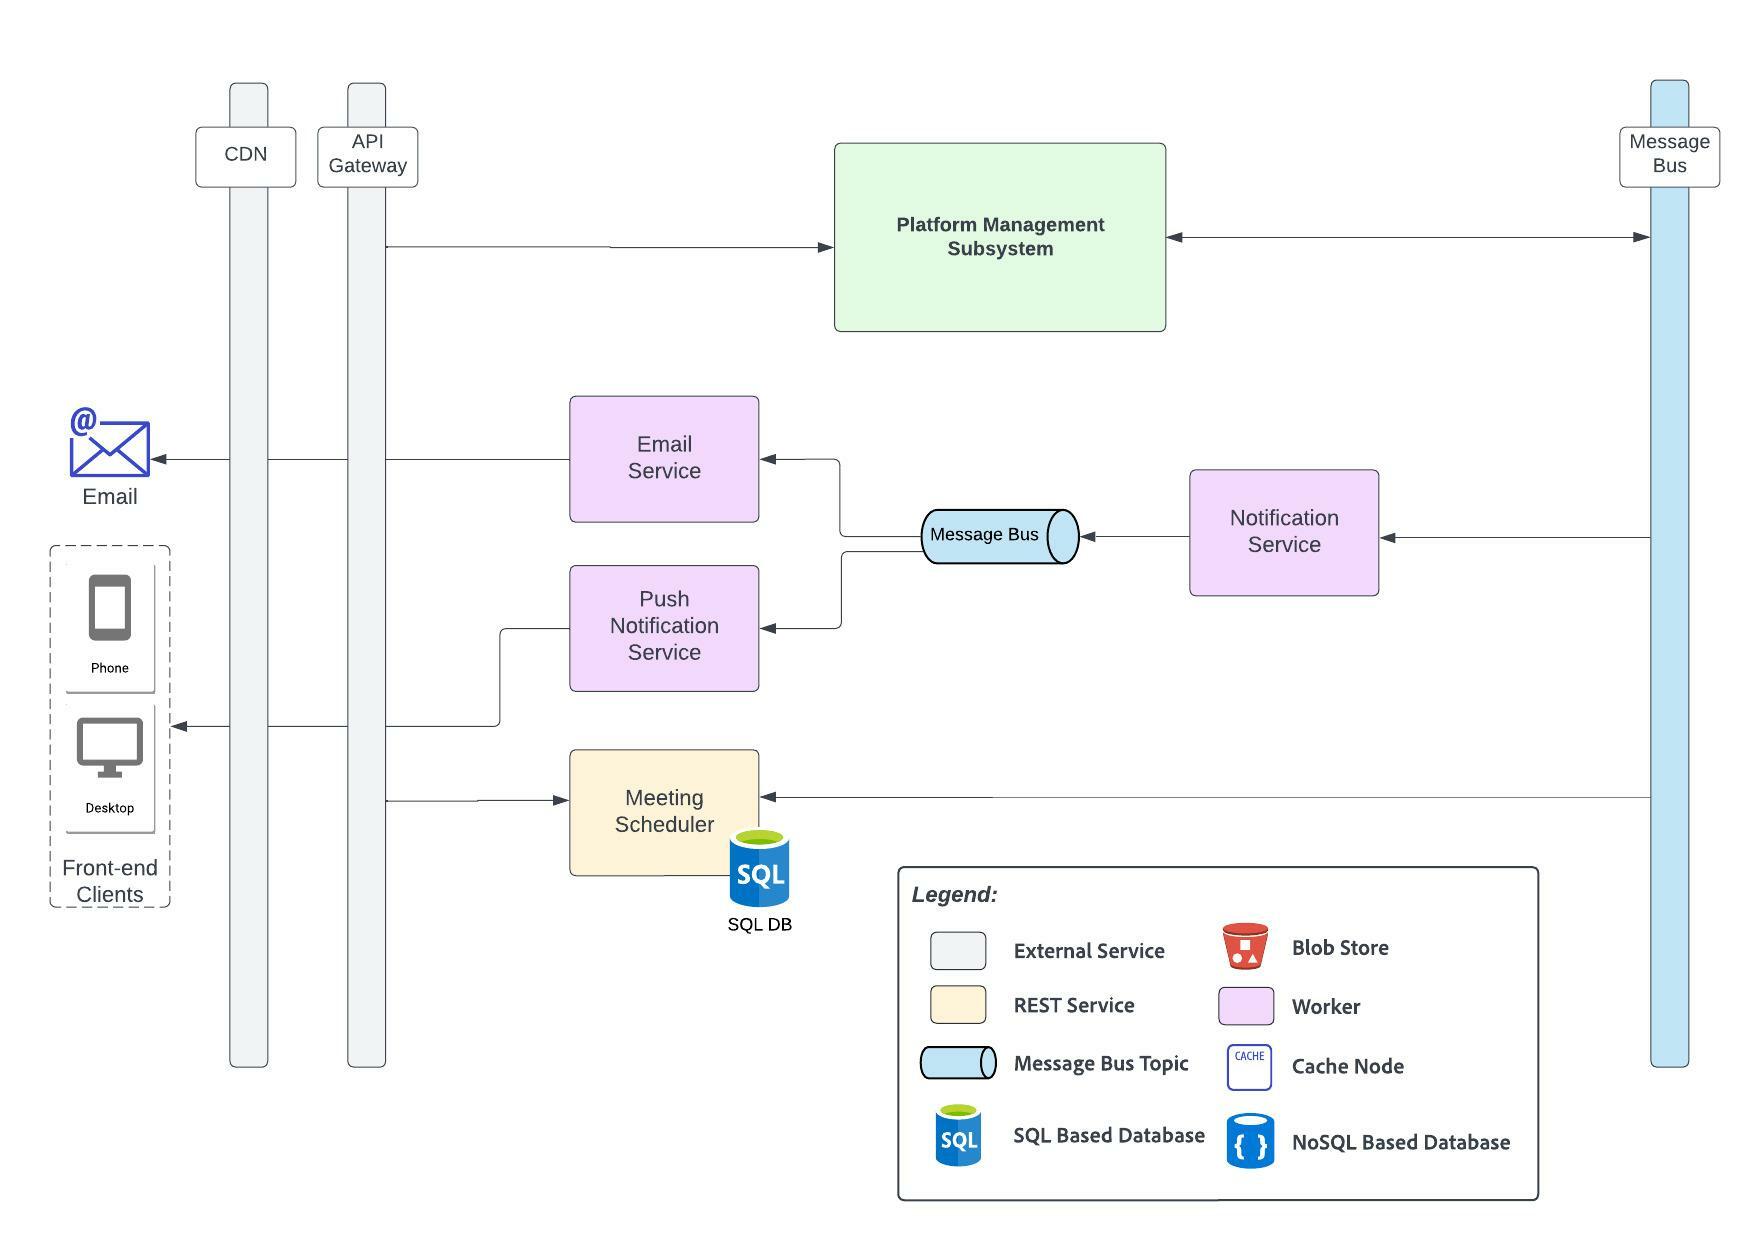 CDN
API
Gateway
Message
Bus
Platform Management
Subsystem
@
Email
Email
Service
Message Bus
Notification
Service
Phone
Push
Notification
Service
Desktop
Front-end
Clients
Meeting
Scheduler
SQL
SQL DB
Legend:
External Service
Blob Store
REST Service
Worker
Message Bus Topic
CACHE
Cache Node
SQL
SQL Based Database
{ }
NoSQL Based Database